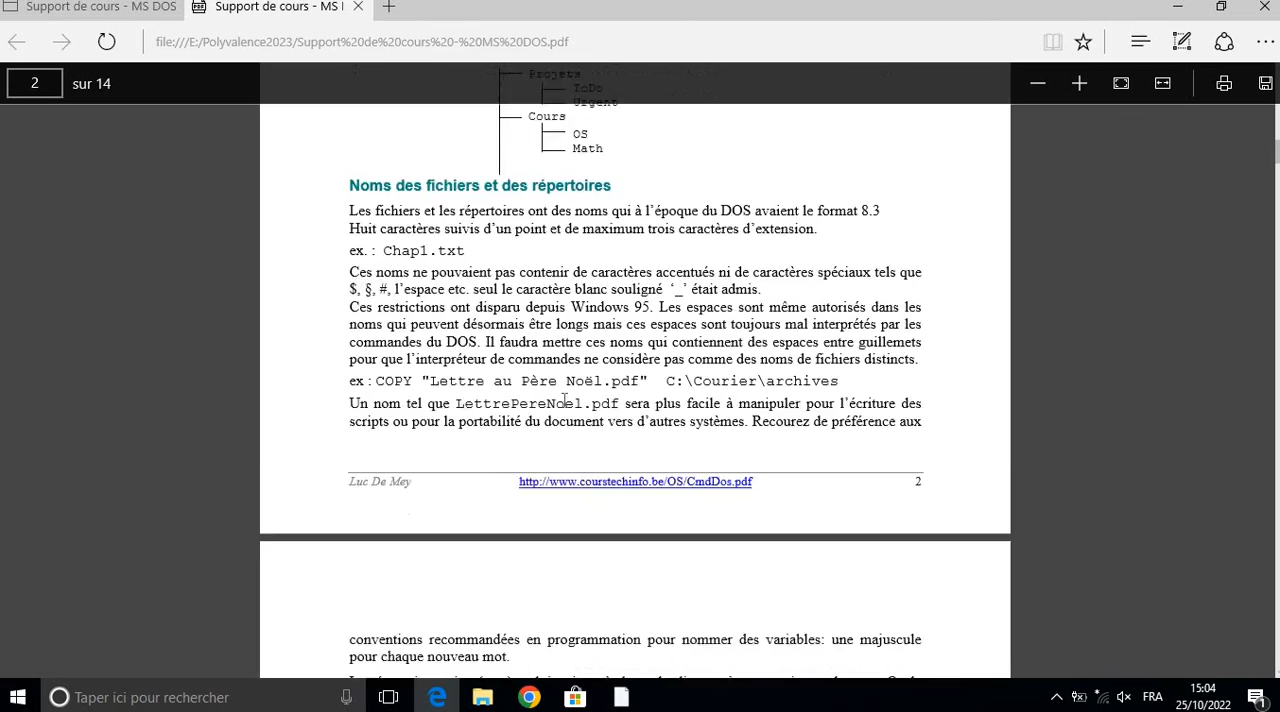 Support de cours - MS DOS
Support de cours - MS
file:///E:/Polyvalence2023/Support%20de%20cours%20-%20MS%20DOS.pdf
2 sur 14
Projets
ToDo
Urgent
Cours
OS
Math
Noms des fichiers et des répertoires
Les fichiers et les répertoires ont des noms qui à l’époque du DOS avaient le format 8.3
Huit caractères suivis d’un point et de maximum trois caractères d’extension.
ex. : Chap1.txt
Ces noms ne pouvaient pas contenir de caractères accentués ni de caractères spéciaux tels que
$, §, #, l’espace etc. seul le caractère blanc souligné ‘_’ était admis.
Ces restrictions ont disparu depuis Windows 95. Les espaces sont même autorisés dans les
noms qui peuvent désormais être longs mais ces espaces sont toujours mal interprétés par les
commandes du DOS. Il faudra mettre ces noms qui contiennent des espaces entre guillemets
pour que l’interpréteur de commandes ne considère pas comme des noms de fichiers distincts.
ex : COPY "Lettre au Père Noël.pdf" C:\Courier\archives
Un nom tel que LettrePereNoel.pdf sera plus facile à manipuler pour l’écriture des
scripts ou pour la portabilité du document vers d’autres systèmes. Recourez de préférence aux
Luc De Mey http://www.courstechinfo.be/OS/CmdDos.pdf 2
conventions recommandées en programmation pour nommer des variables: une majuscule
pour chaque nouveau mot.
Taper ici pour rechercher
FRA
15:04
25/10/2022